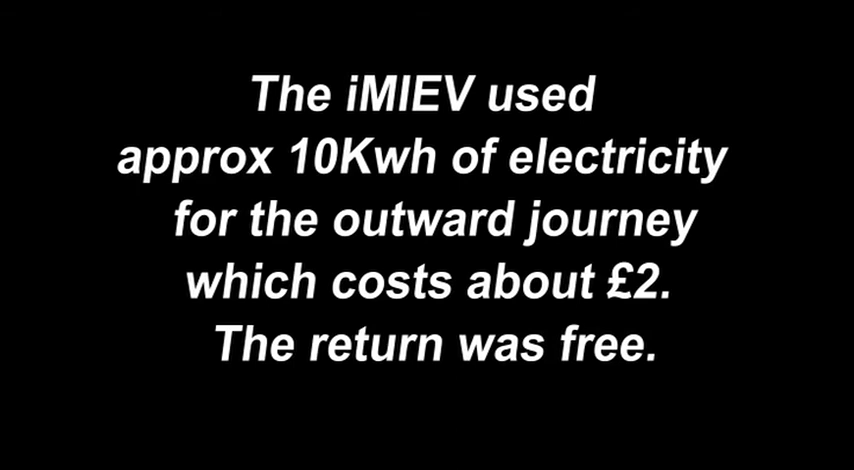 The iMIEV used
approx 10Kwh of electricity
for the outward journey
which costs about £2.
The return was free.